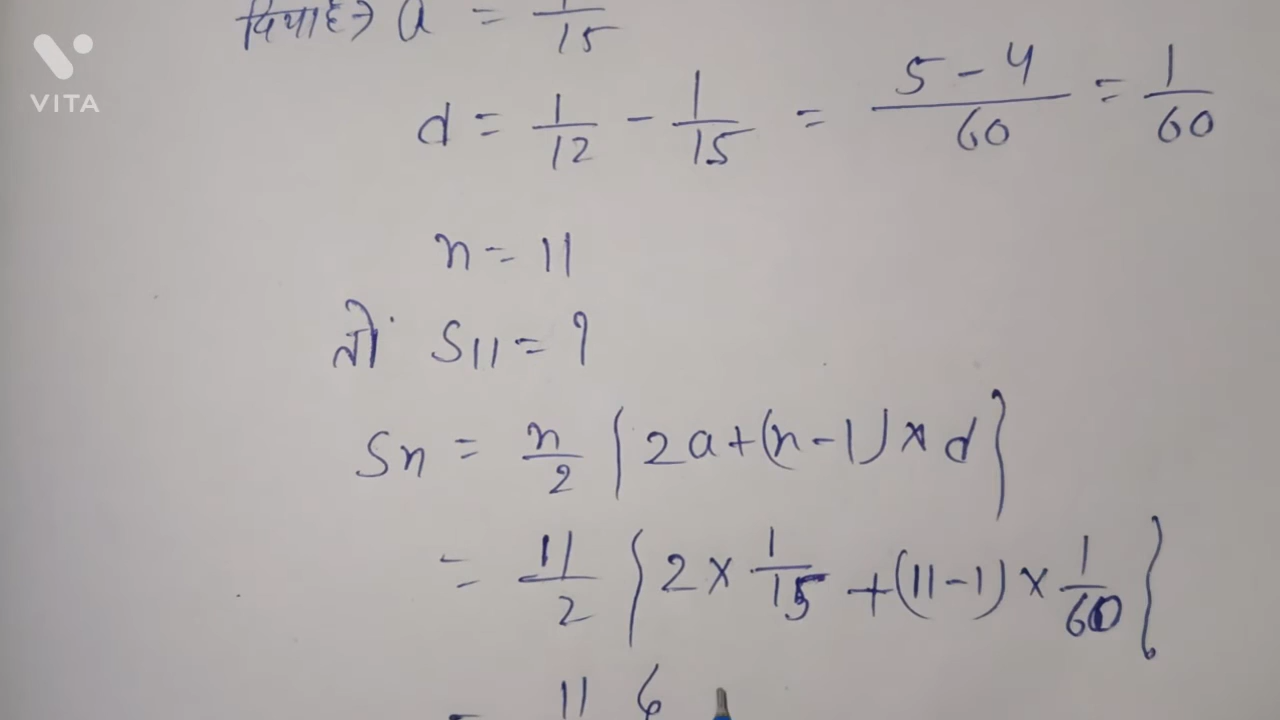 VITA
दिया है→ a = 1/15
d = 1/12 - 1/15 = (5-4)/60 = 1/60
n = 11
तो S11 = ?
Sn = n/2 {2a+(n-1)×d}
= 11/2 {2×1/15+(11-1)×1/60}
= 11